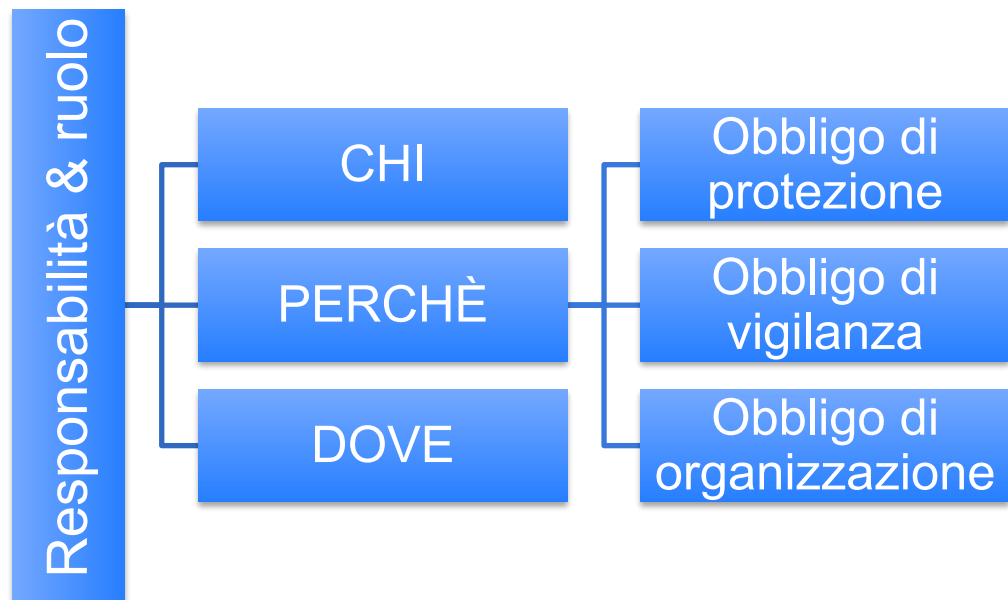 Responsabilità & ruolo
CHI
PERCHÈ
DOVE
Obbligo di
protezione
Obbligo di
vigilanza
Obbligo di
organizzazione